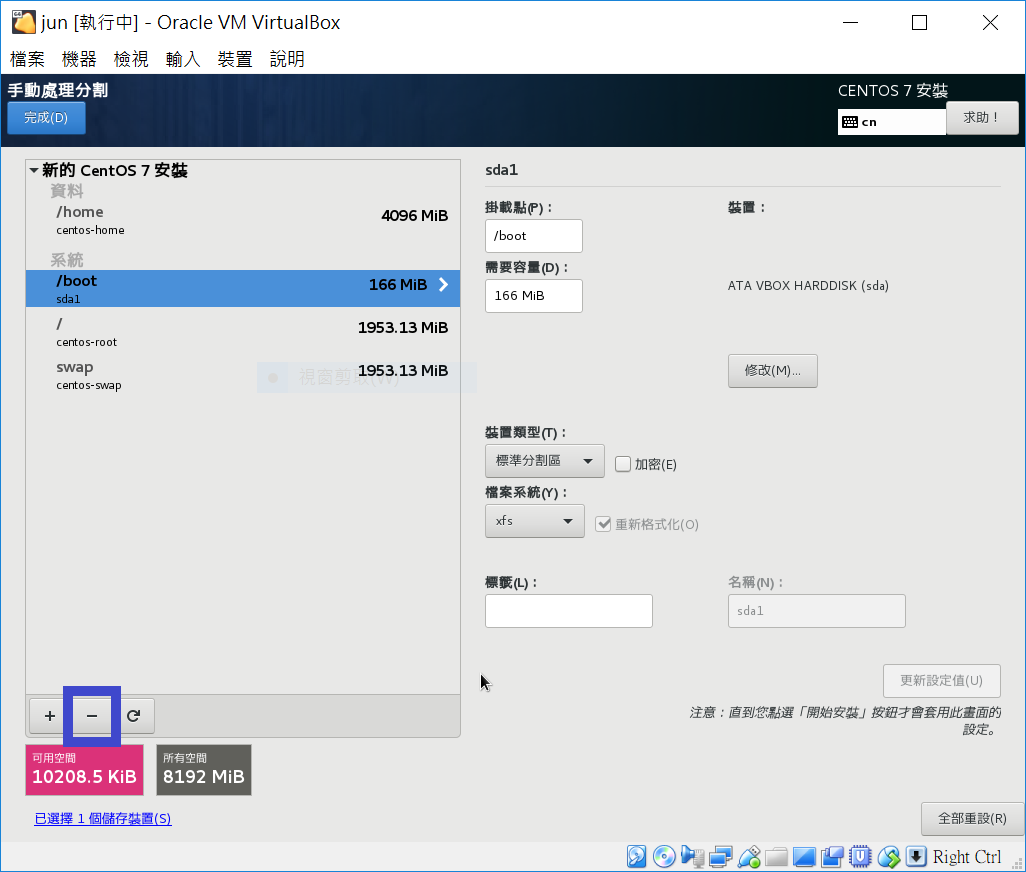 jun [執行中] - Oracle VM VirtualBox
檔案 機器 檢視 輸入 裝置 說明
手動處理分割
CENTOS 7 安裝
完成(D)
cn
求助！
新的 CentOS 7 安裝
資料
/home
4096 MiB
centos-home
系統
/boot
166 MiB
sda1
/
1953.13 MiB
centos-root
swap
1953.13 MiB
centos-swap
視窗剪取(W)
sda1
掛載點(P)：
裝置：
/boot
需要容量(D)：
166 MiB
ATA VBOX HARDDISK (sda)
修改(M)...
裝置類型(T)：
標準分割區
加密(E)
檔案系統(Y)：
xfs
重新格式化(O)
標籤(L)：
名稱(N)：
sda1
更新設定值(U)
注意：直到您點選「開始安裝」按鈕才會套用此畫面的
設定。
可用空間
10208.5 KiB
所有空間
8192 MiB
已選擇 1 個儲存裝置(S)
全部重設(R)
Right Ctrl